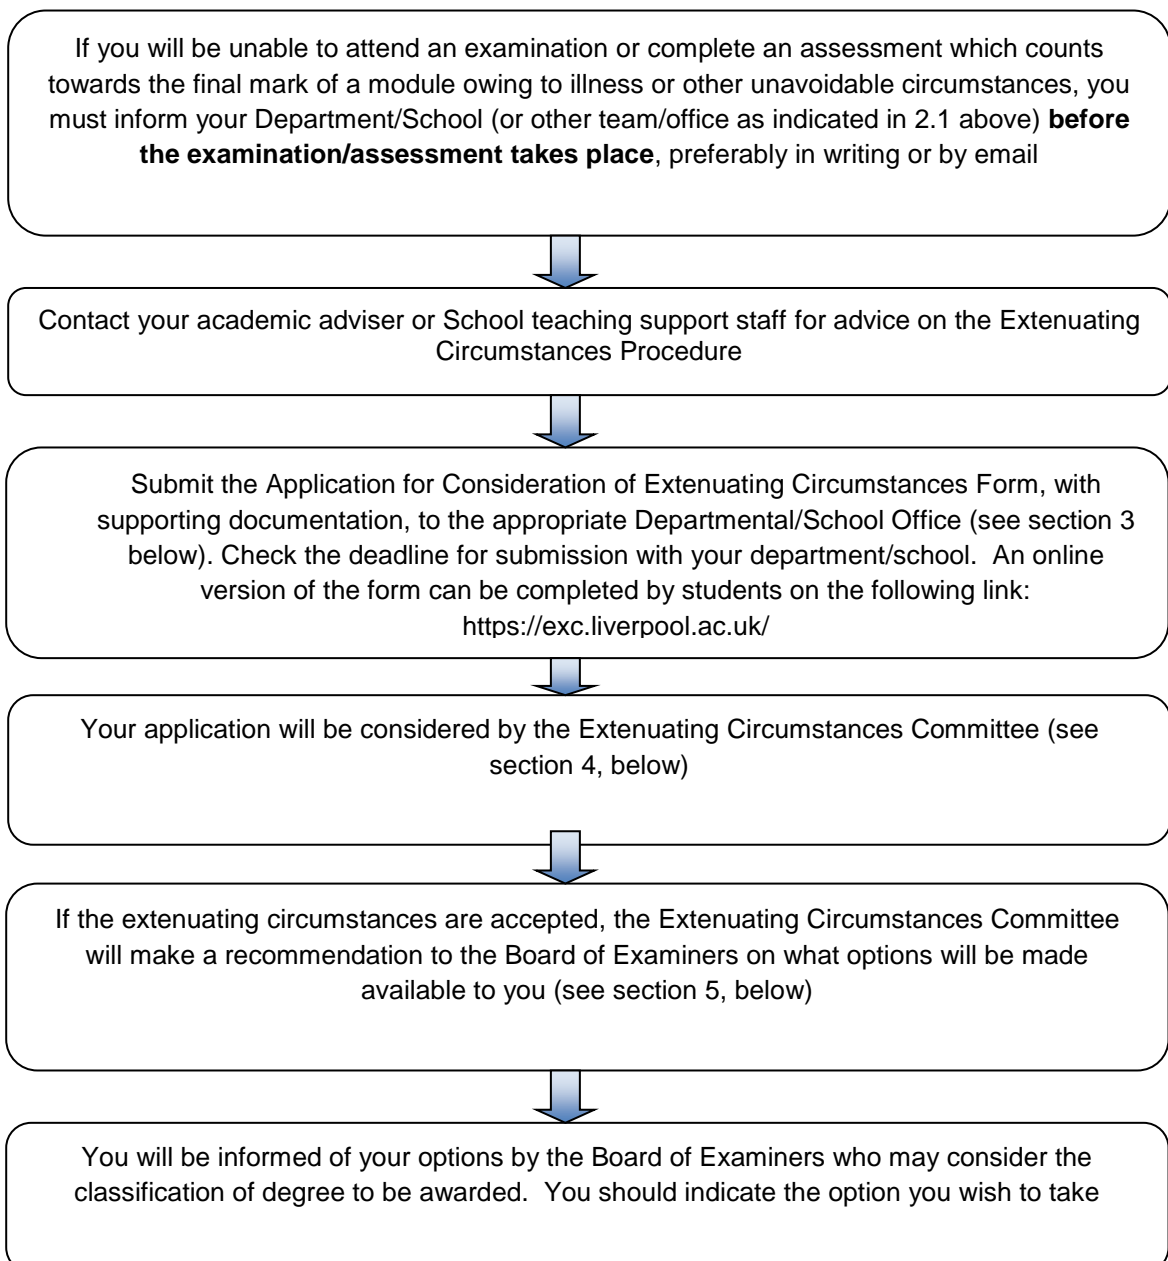 If you will be unable to attend an examination or complete an assessment which counts
towards the final mark of a module owing to illness or other unavoidable circumstances, you
must inform your Department/School (or other team/office as indicated in 2.1 above) before
the examination/assessment takes place, preferably in writing or by email
Contact your academic adviser or School teaching support staff for advice on the Extenuating
Circumstances Procedure
Submit the Application for Consideration of Extenuating Circumstances Form, with
supporting documentation, to the appropriate Departmental/School Office (see section 3
below). Check the deadline for submission with your department/school.  An online
version of the form can be completed by students on the following link:
https://exc.liverpool.ac.uk/
Your application will be considered by the Extenuating Circumstances Committee (see
section 4, below)
If the extenuating circumstances are accepted, the Extenuating Circumstances Committee
will make a recommendation to the Board of Examiners on what options will be made
available to you (see section 5, below)
You will be informed of your options by the Board of Examiners who may consider the
classification of degree to be awarded.  You should indicate the option you wish to take